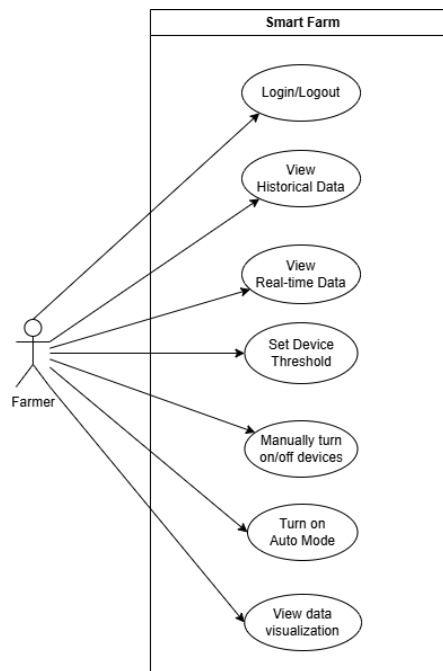 Smart Farm
Login/Logout
View
Historical Data
View
Real-time Data
Set Device
Threshold
Farmer
Manually turn
on/off devices
Turn on
Auto Mode
View data
visualization